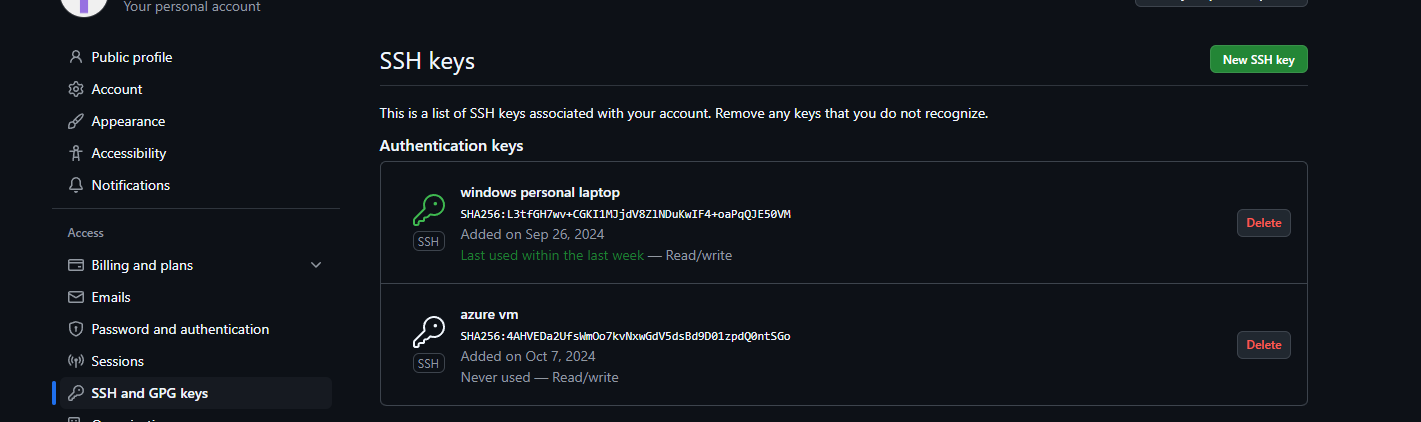 Your personal account
Public profile
Account
Appearance
Accessibility
Notifications
Access
Billing and plans
Emails
Password and authentication
Sessions
SSH and GPG keys
SSH keys
New SSH key
This is a list of SSH keys associated with your account. Remove any keys that you do not recognize.
Authentication keys
windows personal laptop
SHA256:L3tfGH7wv+CGKI1MJjdV8ZlNDuKwIF4+oaPqQJE50VM
Added on Sep 26, 2024
Last used within the last week — Read/write
SSH
Delete
azure vm
SHA256:4AHVEDa2UfsWmOo7kvNxwGdV5dsBd9D01zpdQ0ntSGo
Added on Oct 7, 2024
Never used — Read/write
SSH
Delete